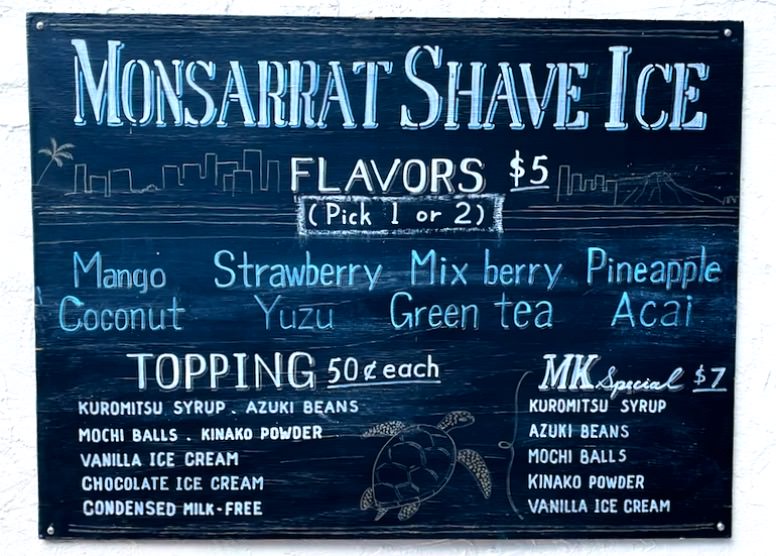 MONSARRAT SHAVE ICE
FLAVORS $5
(Pick 1 or 2)
Mango Strawberry Mix berry Pineapple
Coconut Yuzu Green tea Acai
TOPPING 50¢ each
KUROMITSU SYRUP . AZUKI BEANS
MOCHI BALLS . KINAKO POWDER
VANILLA ICE CREAM
CHOCOLATE ICE CREAM
CONDENSED MILK-FREE
MK Special $7
KUROMITSU SYRUP
AZUKI BEANS
MOCHI BALLS
KINAKO POWDER
VANILLA ICE CREAM